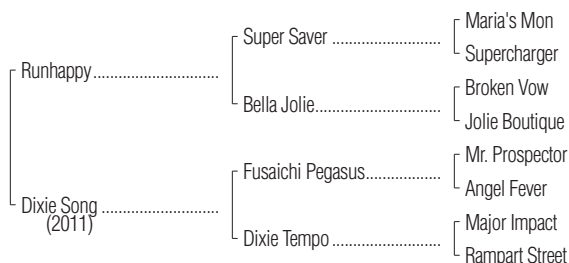 Maria's Mon
Super Saver ..............................
Supercharger
Runhappy...................................
Broken Vow
Bella Jolie...................................
Jolie Boutique
Mr. Prospector
Fusaichi Pegasus.....................
Angel Fever
Dixie Song .................................
(2011)
Major Impact
Dixie Tempo ..............................
Rampart Street